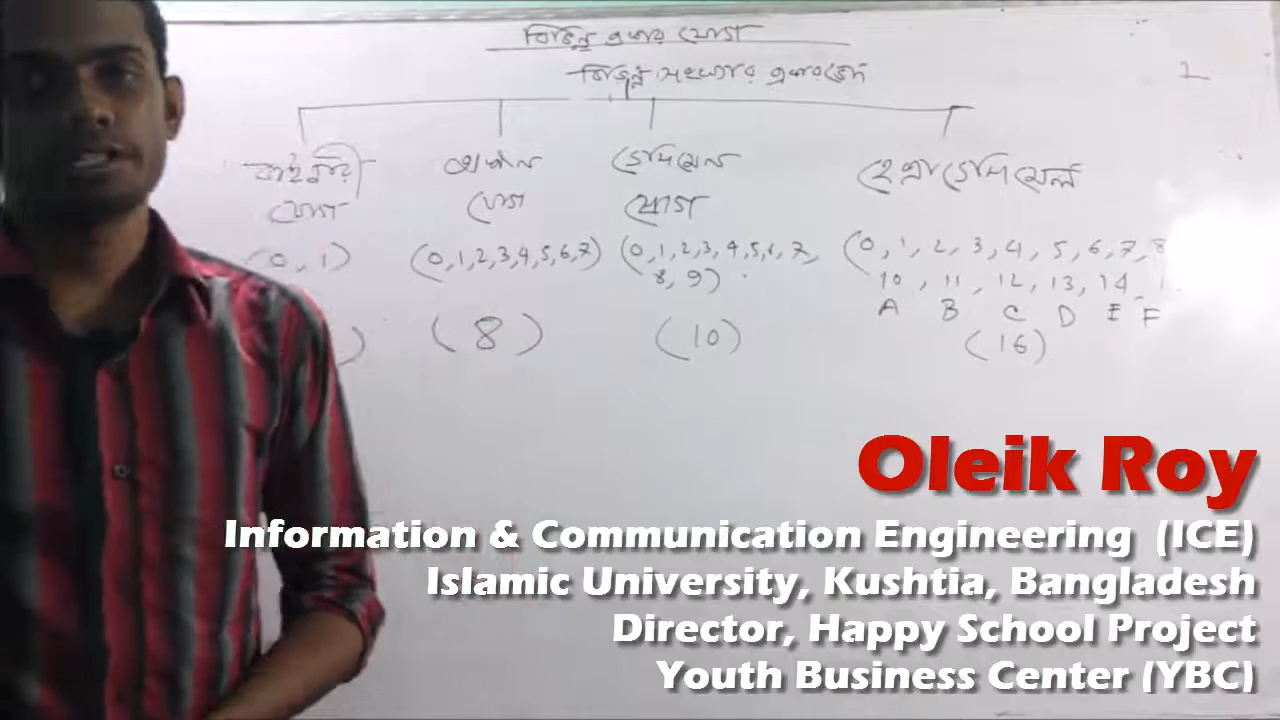 বিভিন্ন প্রকার যোগ
বিভিন্ন সংখ্যার প্রকারভেদ
বাইনারি অক্টাল ডেসিমেল হেক্সাডেসিমেল
যোগ যোগ যোগ
(0, 1) (0,1,2,3,4,5,6,7) (0,1,2,3,4,5,6,7, (0, 1, 2, 3, 4, 5, 6, 7, 8
8, 9) 10, 11, 12, 13, 14,
A B C D E F
(8) (10) (16)
Oleik Roy
Information & Communication Engineering (ICE)
Islamic University, Kushtia, Bangladesh
Director, Happy School Project
Youth Business Center (YBC)